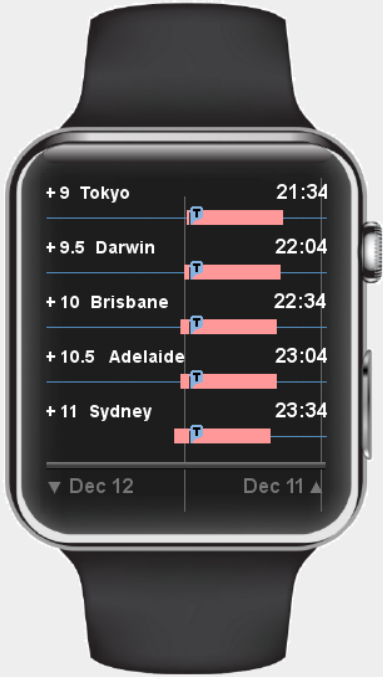 + 9 Tokyo 21:34
T
+ 9.5 Darwin 22:04
T
+ 10 Brisbane 22:34
T
+ 10.5 Adelaide 23:04
T
+ 11 Sydney 23:34
T
▼ Dec 12 Dec 11 ▲